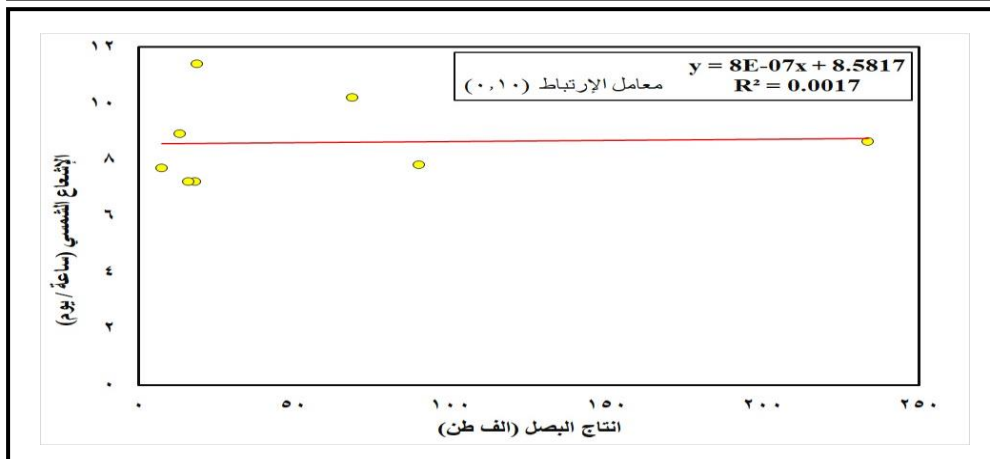 y = 8E-07x + 8.5817
R² = 0.0017
معامل الإرتباط (٠,١٠)
١٢
١٠
٨
٦
٤
٢
٠
الإشعاع الشمسي (ساعة / يوم)
٠ ٥٠ ١٠٠ ١٥٠ ٢٠٠ ٢٥٠
انتاج البصل (الف طن)